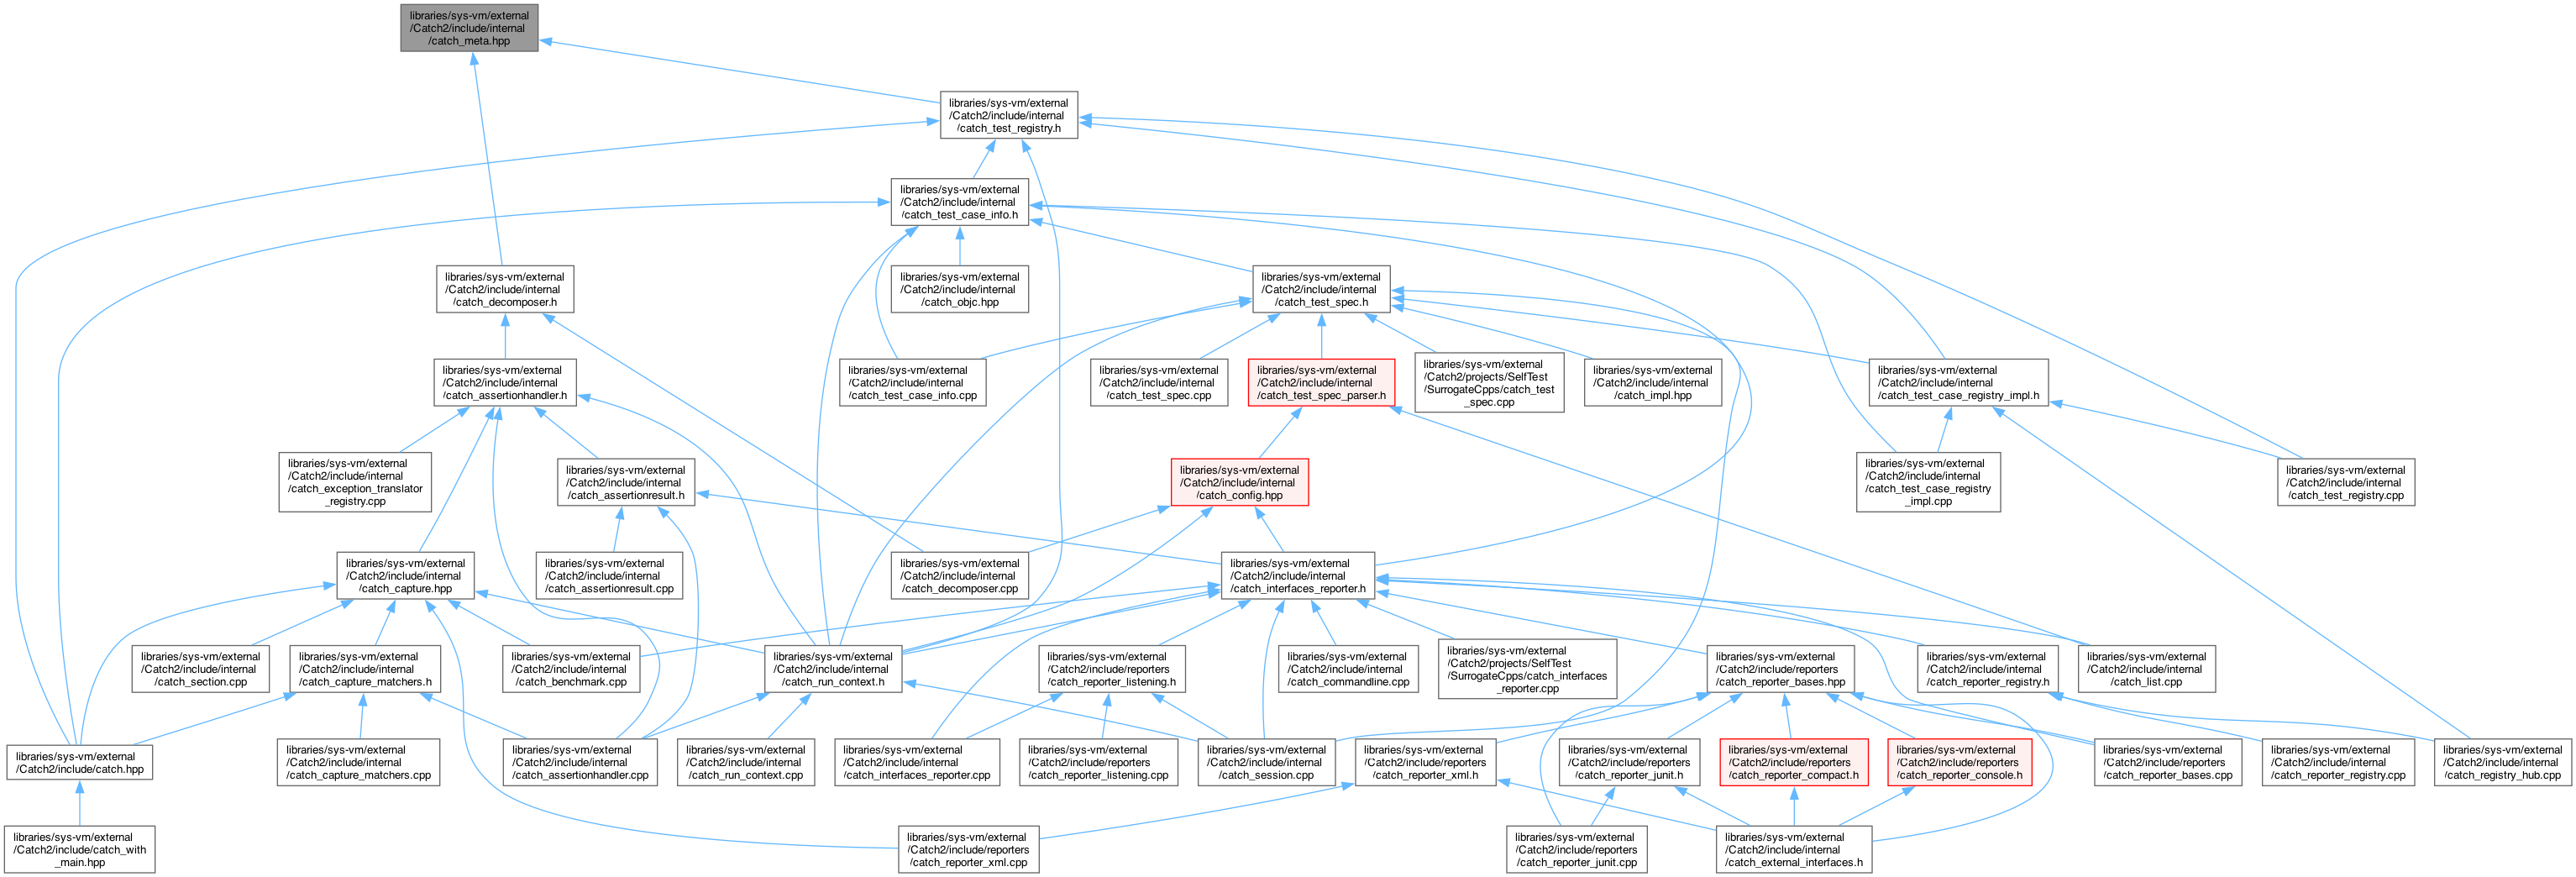 libraries/sys-vm/external
/Catch2/include/internal
/catch_meta.hpp
libraries/sys-vm/external
/Catch2/include/internal
/catch_test_registry.h
libraries/sys-vm/external
/Catch2/include/internal
/catch_test_case_info.h
libraries/sys-vm/external
/Catch2/include/internal
/catch_decomposer.h
libraries/sys-vm/external
/Catch2/include/internal
/catch_objc.hpp
libraries/sys-vm/external
/Catch2/include/internal
/catch_test_spec.h
libraries/sys-vm/external
/Catch2/include/internal
/catch_assertionhandler.h
libraries/sys-vm/external
/Catch2/include/internal
/catch_test_case_info.cpp
libraries/sys-vm/external
/Catch2/include/internal
/catch_test_spec.cpp
libraries/sys-vm/external
/Catch2/include/internal
/catch_test_spec_parser.h
libraries/sys-vm/external
/Catch2/projects/SelfTest
/SurrogateCpps/catch_test
_spec.cpp
libraries/sys-vm/external
/Catch2/include/internal
/catch_impl.hpp
libraries/sys-vm/external
/Catch2/include/internal
/catch_test_case_registry_impl.h
libraries/sys-vm/external
/Catch2/include/internal
/catch_exception_translator
_registry.cpp
libraries/sys-vm/external
/Catch2/include/internal
/catch_assertionresult.h
libraries/sys-vm/external
/Catch2/include/internal
/catch_config.hpp
libraries/sys-vm/external
/Catch2/include/internal
/catch_test_case_registry
_impl.cpp
libraries/sys-vm/external
/Catch2/include/internal
/catch_test_registry.cpp
libraries/sys-vm/external
/Catch2/include/internal
/catch_capture.hpp
libraries/sys-vm/external
/Catch2/include/internal
/catch_assertionresult.cpp
libraries/sys-vm/external
/Catch2/include/internal
/catch_decomposer.cpp
libraries/sys-vm/external
/Catch2/include/internal
/catch_interfaces_reporter.h
libraries/sys-vm/external
/Catch2/include/internal
/catch_section.cpp
libraries/sys-vm/external
/Catch2/include/internal
/catch_capture_matchers.h
libraries/sys-vm/external
/Catch2/include/internal
/catch_benchmark.cpp
libraries/sys-vm/external
/Catch2/include/internal
/catch_run_context.h
libraries/sys-vm/external
/Catch2/include/reporters
/catch_reporter_listening.h
libraries/sys-vm/external
/Catch2/include/internal
/catch_commandline.cpp
libraries/sys-vm/external
/Catch2/projects/SelfTest
/SurrogateCpps/catch_interfaces
_reporter.cpp
libraries/sys-vm/external
/Catch2/include/reporters
/catch_reporter_bases.hpp
libraries/sys-vm/external
/Catch2/include/internal
/catch_reporter_registry.h
libraries/sys-vm/external
/Catch2/include/internal
/catch_list.cpp
libraries/sys-vm/external
/Catch2/include/catch.hpp
libraries/sys-vm/external
/Catch2/include/internal
/catch_capture_matchers.cpp
libraries/sys-vm/external
/Catch2/include/internal
/catch_assertionhandler.cpp
libraries/sys-vm/external
/Catch2/include/internal
/catch_run_context.cpp
libraries/sys-vm/external
/Catch2/include/internal
/catch_interfaces_reporter.cpp
libraries/sys-vm/external
/Catch2/include/reporters
/catch_reporter_listening.cpp
libraries/sys-vm/external
/Catch2/include/internal
/catch_session.cpp
libraries/sys-vm/external
/Catch2/include/reporters
/catch_reporter_xml.h
libraries/sys-vm/external
/Catch2/include/reporters
/catch_reporter_junit.h
libraries/sys-vm/external
/Catch2/include/reporters
/catch_reporter_compact.h
libraries/sys-vm/external
/Catch2/include/reporters
/catch_reporter_console.h
libraries/sys-vm/external
/Catch2/include/reporters
/catch_reporter_bases.cpp
libraries/sys-vm/external
/Catch2/include/internal
/catch_reporter_registry.cpp
libraries/sys-vm/external
/Catch2/include/internal
/catch_registry_hub.cpp
libraries/sys-vm/external
/Catch2/include/catch_with
_main.hpp
libraries/sys-vm/external
/Catch2/include/reporters
/catch_reporter_xml.cpp
libraries/sys-vm/external
/Catch2/include/reporters
/catch_reporter_junit.cpp
libraries/sys-vm/external
/Catch2/include/internal
/catch_external_interfaces.h